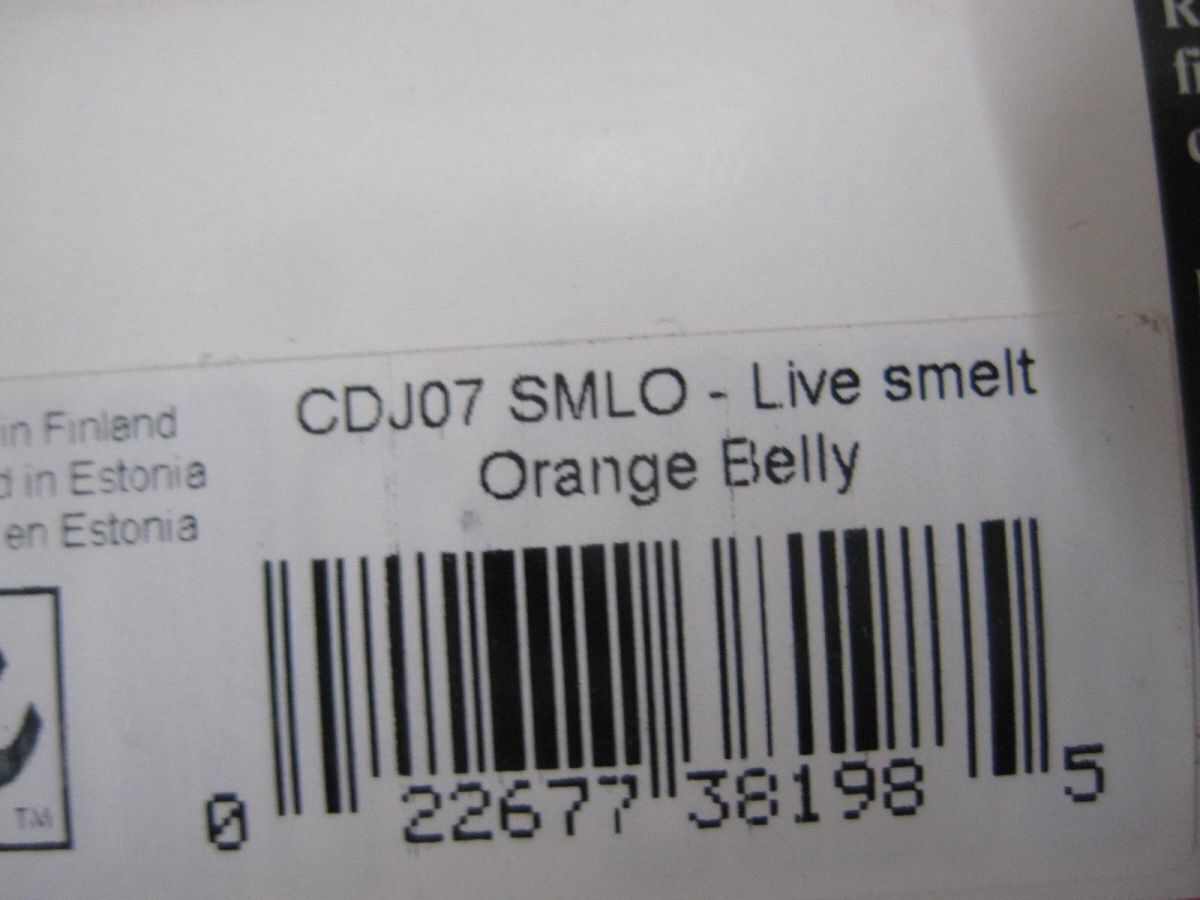 CDJ07 SMLO - Live smelt
Orange Belly
in Finland
d in Estonia
en Estonia
TM
0 22677 38198 5